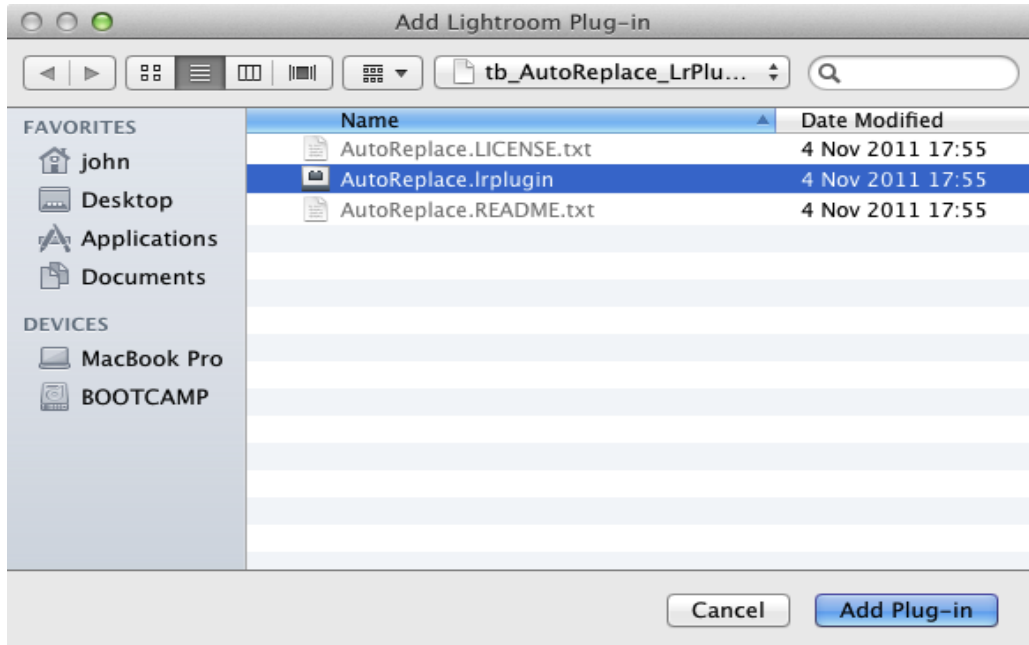 Add Lightroom Plug-in
tb_AutoReplace_LrPlu...
FAVORITES
john
Desktop
Applications
Documents
DEVICES
MacBook Pro
BOOTCAMP
Name Date Modified
AutoReplace.LICENSE.txt 4 Nov 2011 17:55
AutoReplace.lrplugin 4 Nov 2011 17:55
AutoReplace.README.txt 4 Nov 2011 17:55
Cancel Add Plug-in